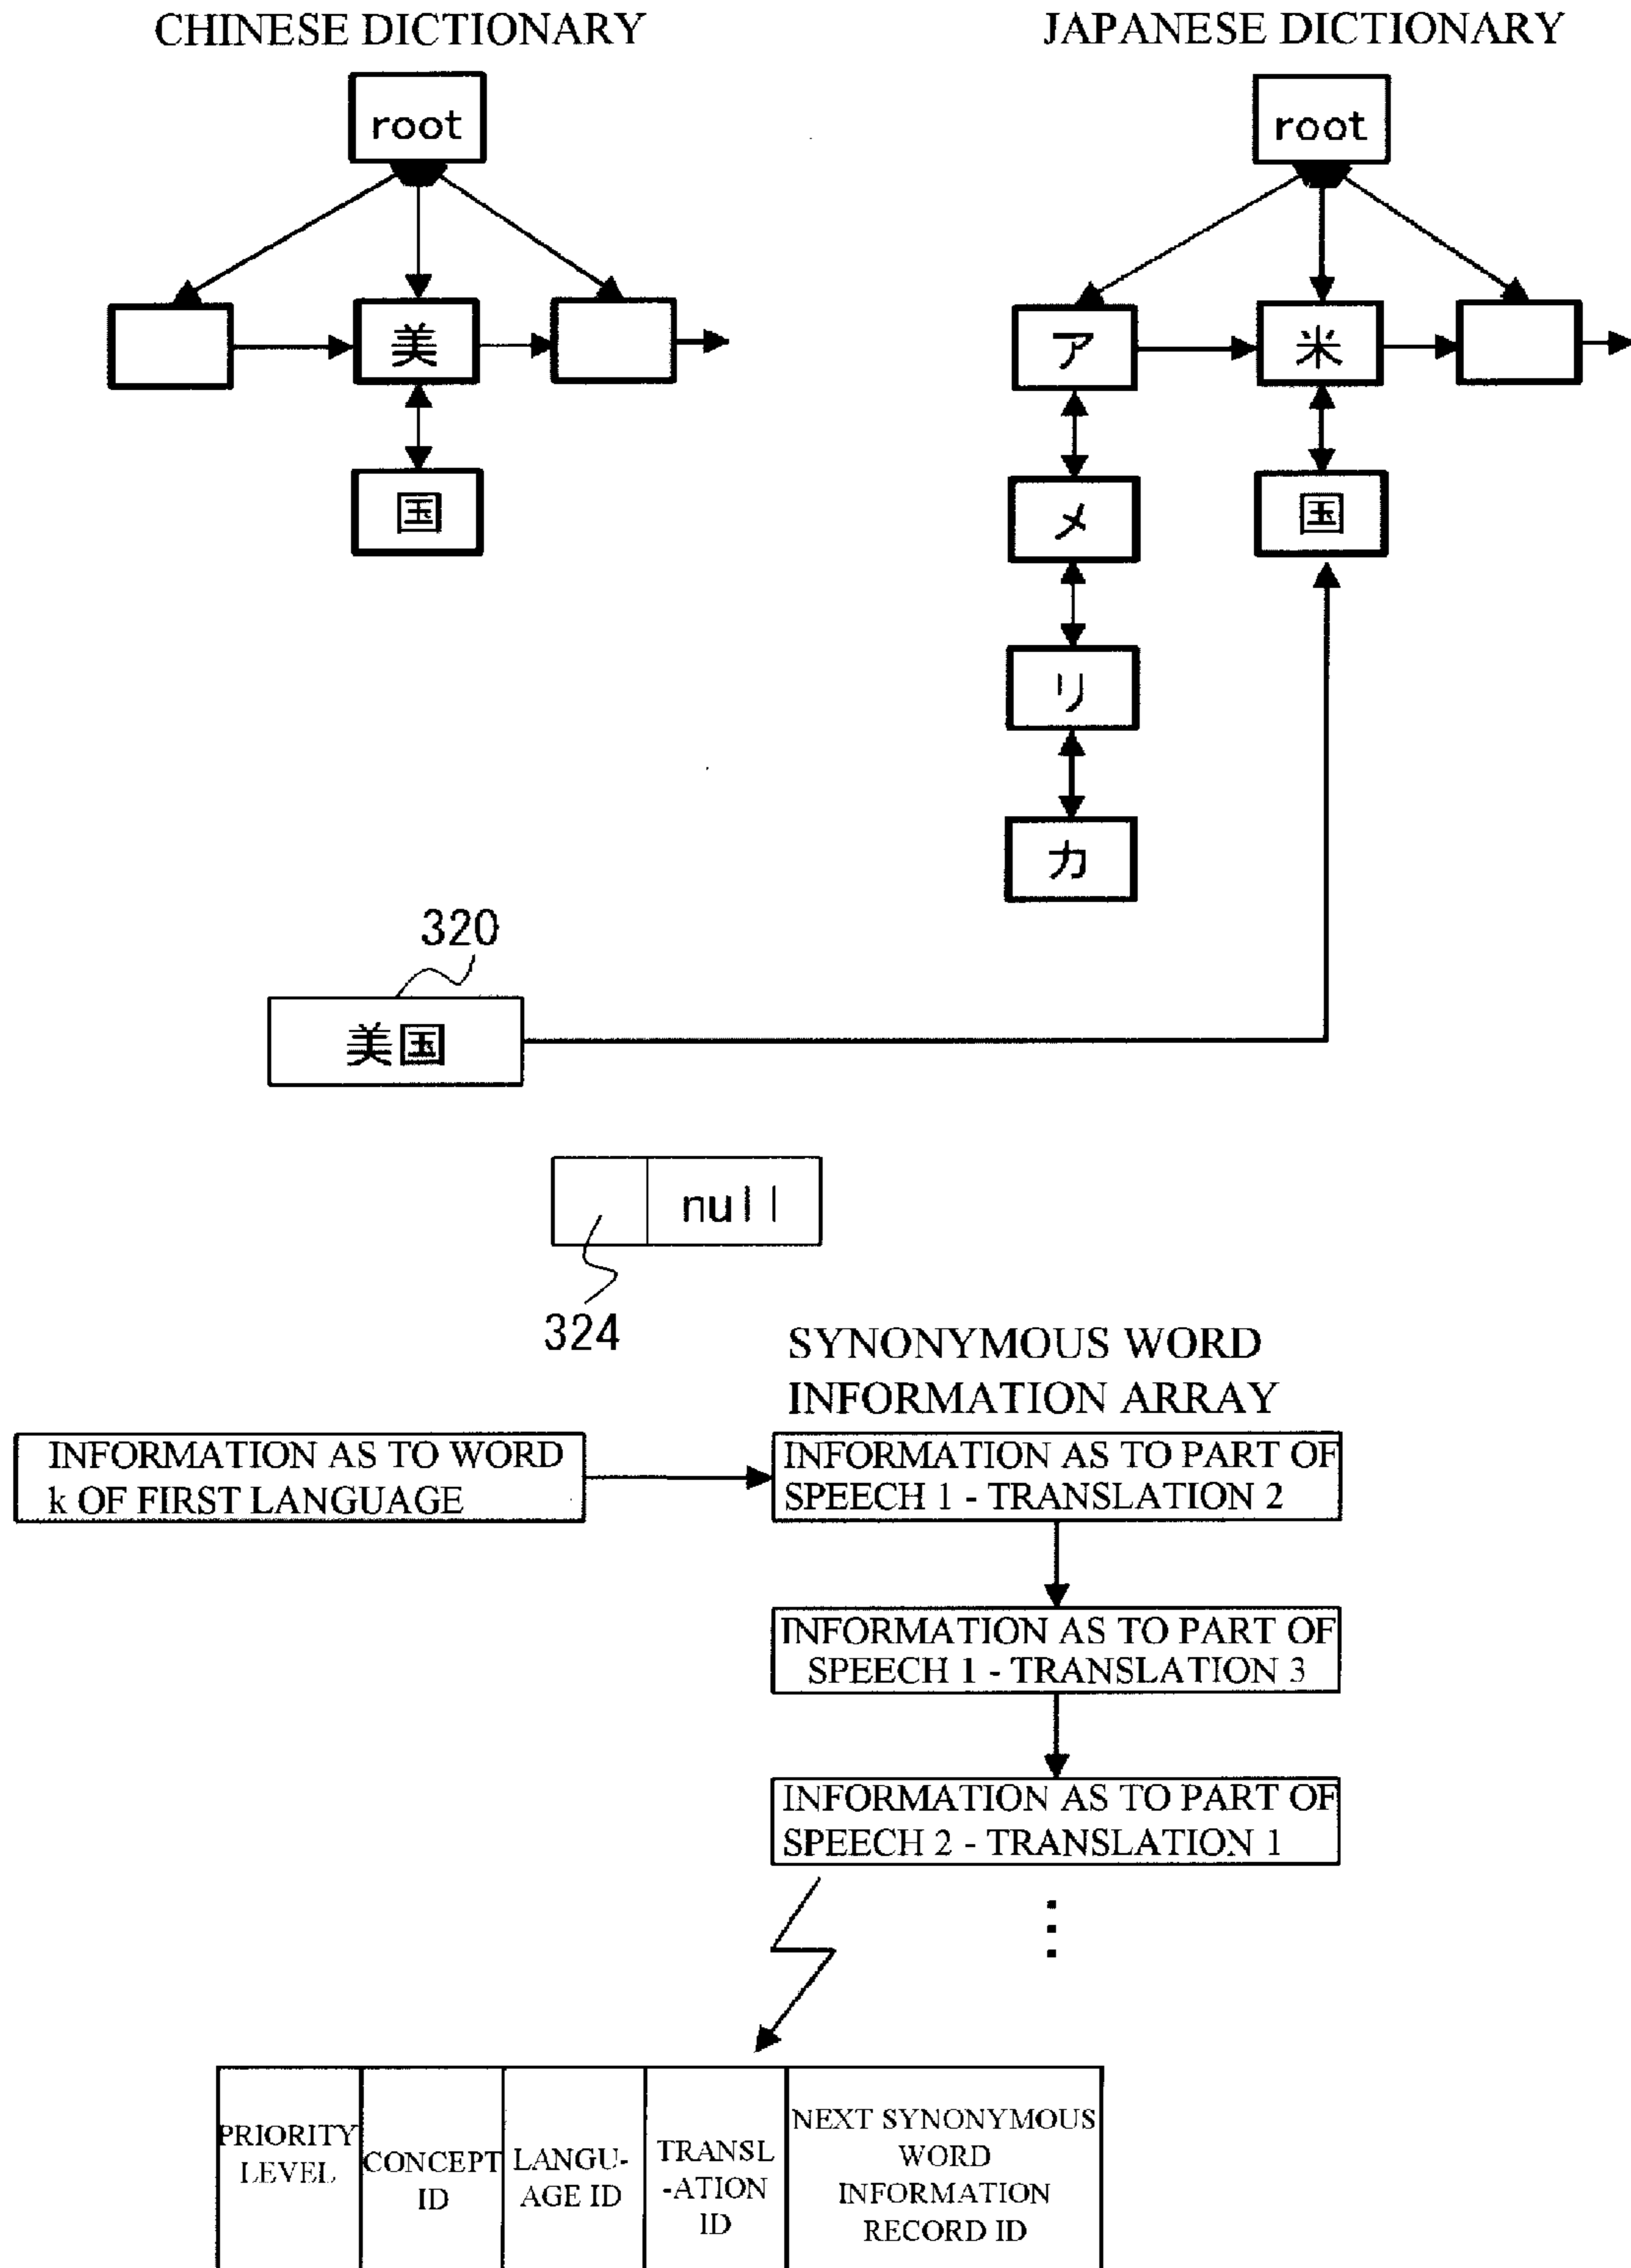 CHINESE DICTIONARY
JAPANESE DICTIONARY
root
root
美
ア
米
国
メ
国
リ
カ
320
美国
null
324
SYNONYMOUS WORD
INFORMATION ARRAY
INFORMATION AS TO WORD
k OF FIRST LANGUAGE
INFORMATION AS TO PART OF
SPEECH 1 - TRANSLATION 2
INFORMATION AS TO PART OF
SPEECH 1 - TRANSLATION 3
INFORMATION AS TO PART OF
SPEECH 2 - TRANSLATION 1
PRIORITY
LEVEL
CONCEPT
ID
LANGU-
AGE ID
TRANSL
-ATION
ID
NEXT SYNONYMOUS
WORD
INFORMATION
RECORD ID